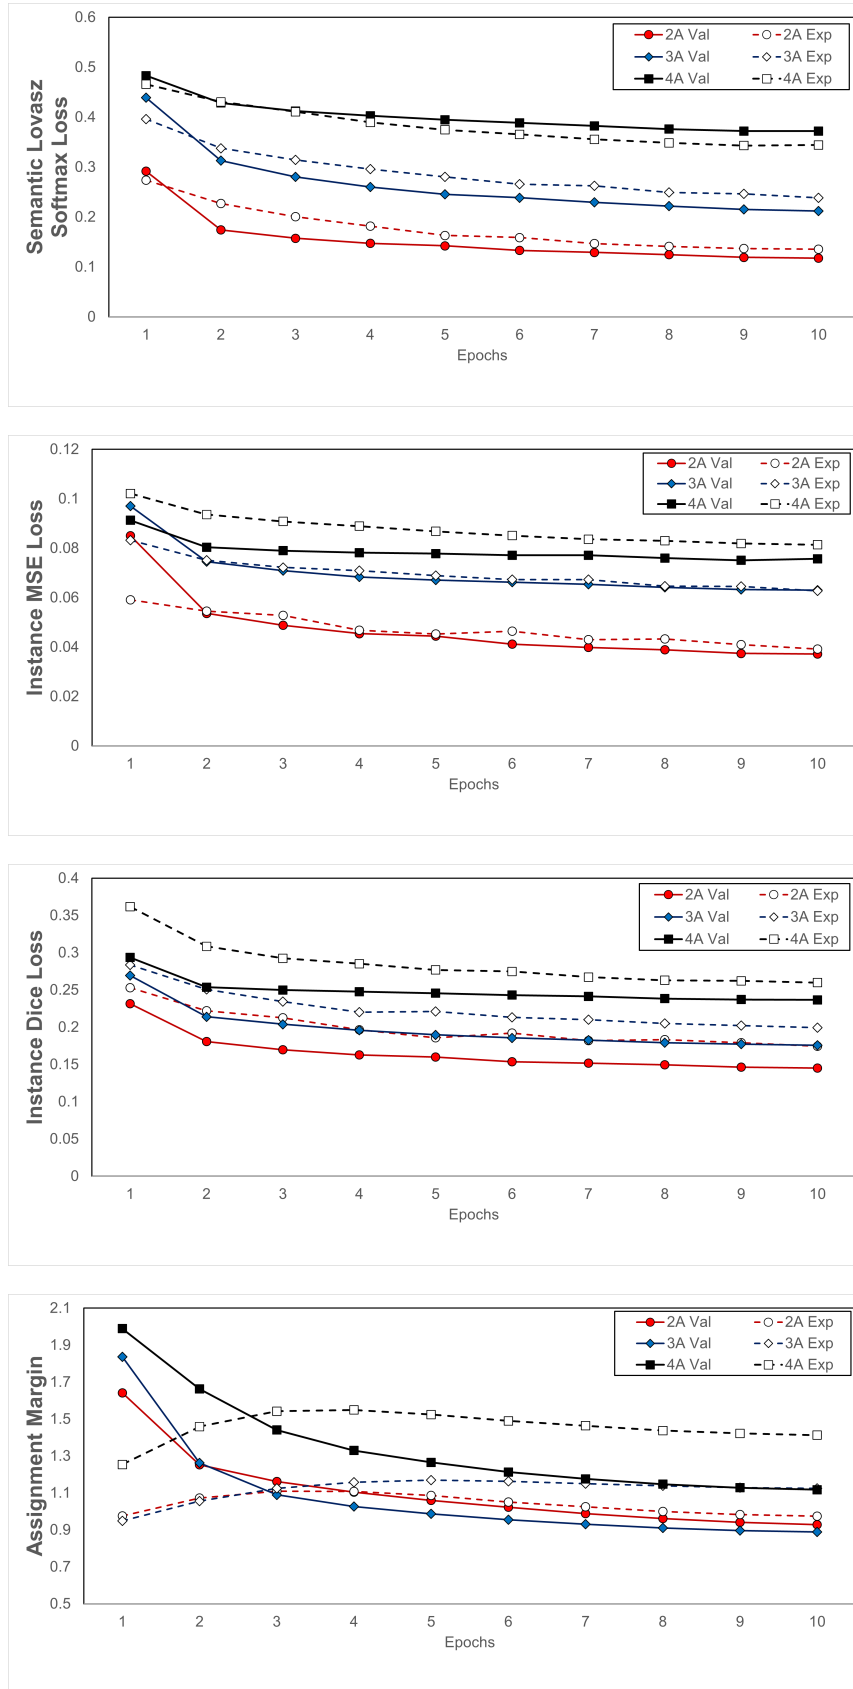 Semantic Lovasz
Softmax Loss
0.6
0.5
0.4
0.3
0.2
0.1
0
2A Val 2A Exp
3A Val 3A Exp
4A Val 4A Exp
1 2 3 4 5 6 7 8 9 10
Epochs
Instance MSE Loss
0.12
0.1
0.08
0.06
0.04
0.02
0
2A Val 2A Exp
3A Val 3A Exp
4A Val 4A Exp
1 2 3 4 5 6 7 8 9 10
Epochs
Instance Dice Loss
0.4
0.35
0.3
0.25
0.2
0.15
0.1
0.05
0
2A Val 2A Exp
3A Val 3A Exp
4A Val 4A Exp
1 2 3 4 5 6 7 8 9 10
Epochs
Assignment Margin
2.1
1.9
1.7
1.5
1.3
1.1
0.9
0.7
0.5
2A Val 2A Exp
3A Val 3A Exp
4A Val 4A Exp
1 2 3 4 5 6 7 8 9 10
Epochs